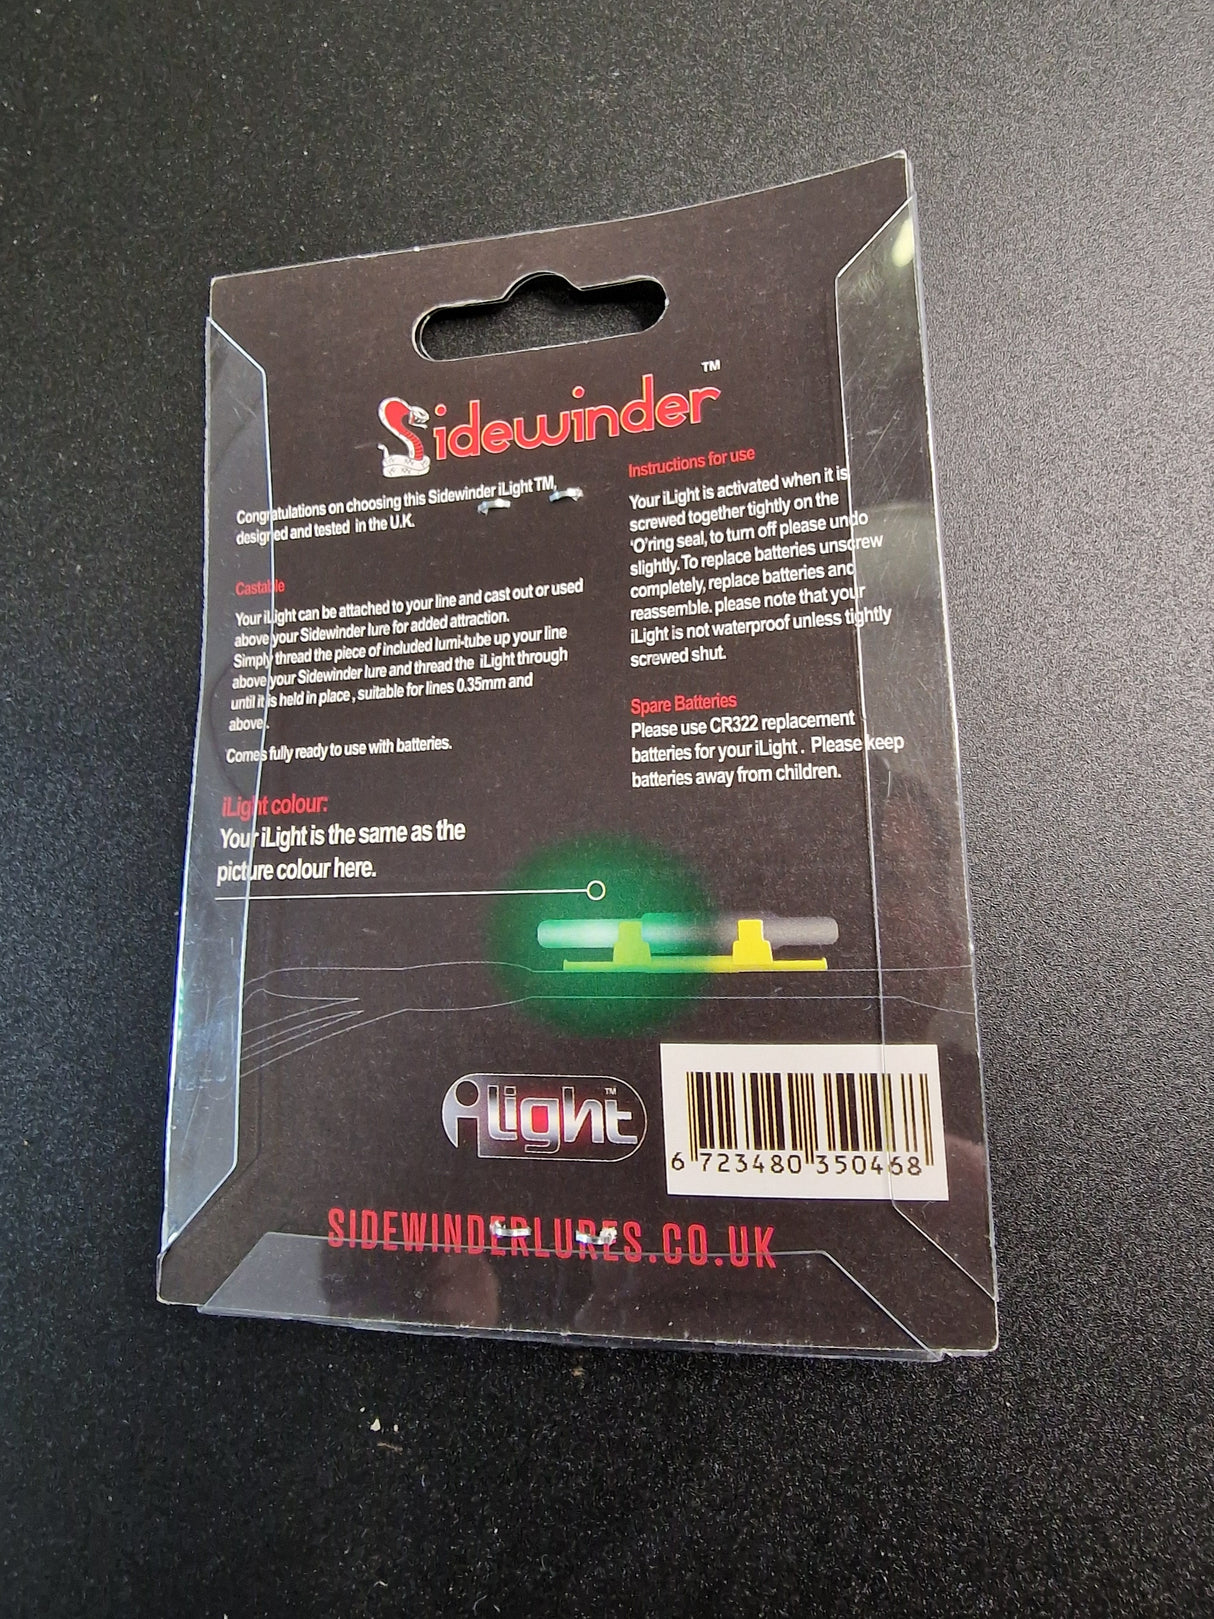 Sidewinder™
Congratulations on choosing this Sidewinder iLight TM,
designed and tested in the U.K.
Castable
Your iLight can be attached to your line and cast out or used
above your Sidewinder lure for added attraction.
Simply thread the piece of included lumi-tube up your line
above your Sidewinder lure and thread the iLight through
until it is held in place , suitable for lines 0.35mm and
above .
Comes fully ready to use with batteries.
iLight colour:
Your iLight is the same as the
picture colour here.
Instructions for use
Your iLight is activated when it is
screwed together tightly on the
'O'ring seal, to turn off please undo
slightly. To replace batteries unscrew
completely, replace batteries and
reassemble. please note that your
iLight is not waterproof unless tightly
screwed shut.
Spare Batteries
Please use CR322 replacement
batteries for your iLight . Please keep
batteries away from children.
iLight™
6 723480 350468
SIDEWINDERLURES.CO.UK